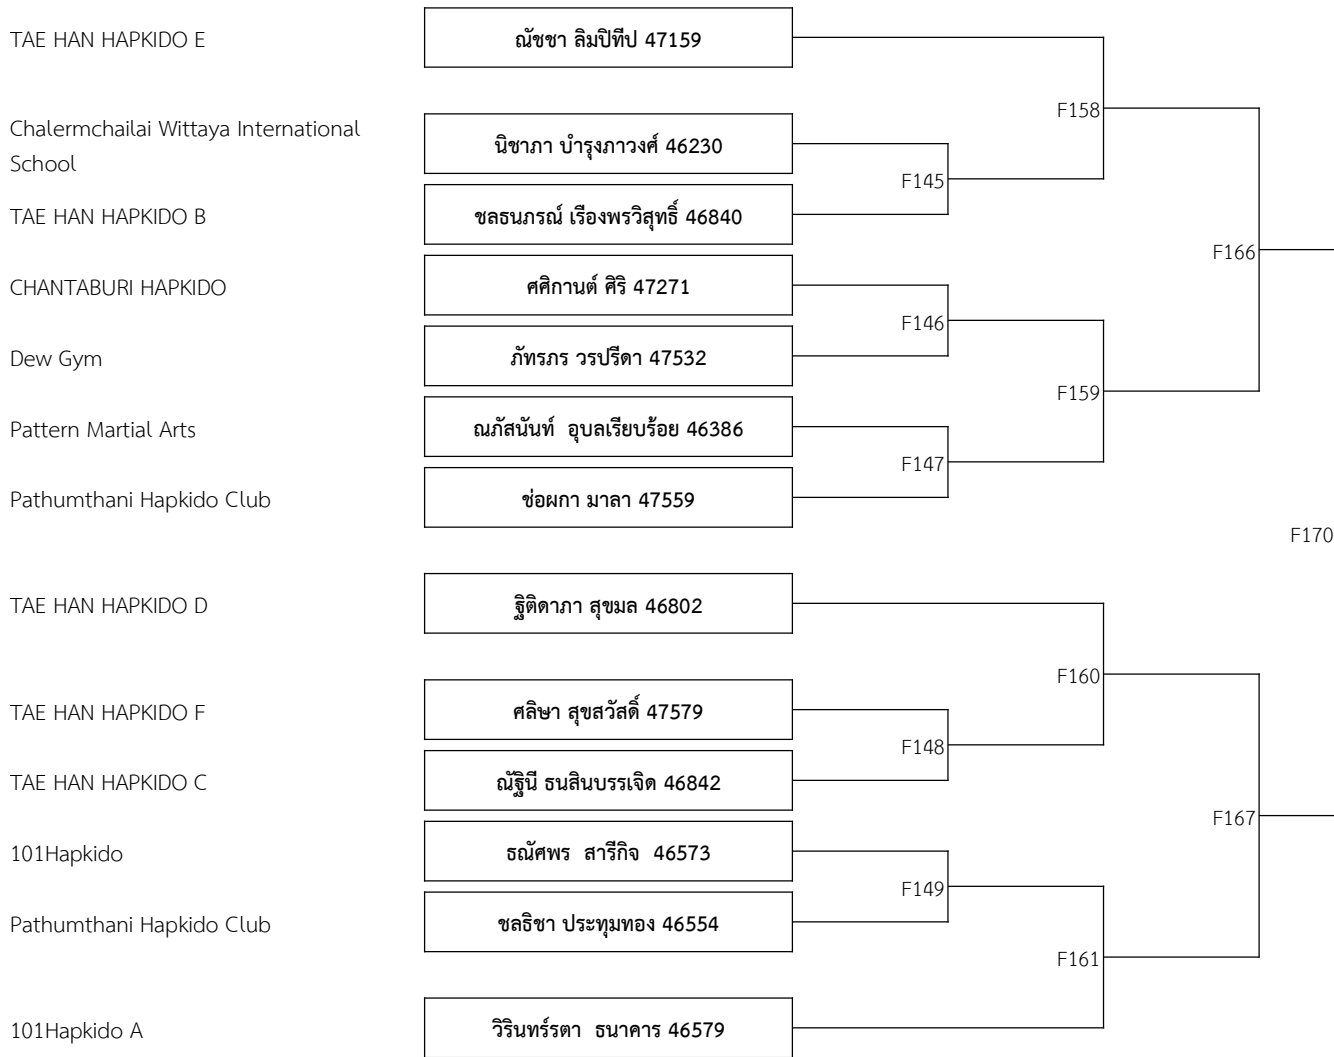 TAE HAN HAPKIDO E
ณัชชา ลิมปิทีป 47159
F158
Chalermchailai Wittaya International
School
นิชาภา บำรุงภาวงศ์ 46230
F145
TAE HAN HAPKIDO B
ชลธนภรณ์ เรืองพรวิสุทธิ์ 46840
F166
CHANTABURI HAPKIDO
ศศิกานต์ ศิริ 47271
F146
Dew Gym
ภัทรภร วรปรีดา 47532
F159
Pattern Martial Arts
ณภัสนันท์  อุบลเรียบร้อย 46386
F147
Pathumthani Hapkido Club
ช่อผกา มาลา 47559
F170
TAE HAN HAPKIDO D
ฐิติดาภา สุขมล 46802
F160
TAE HAN HAPKIDO F
ศลิษา สุขสวัสดิ์ 47579
F148
TAE HAN HAPKIDO C
ณัฐินี ธนสินบรรเจิด 46842
F167
101Hapkido
ธณัศพร  สารีกิจ  46573
F149
Pathumthani Hapkido Club
ชลธิชา ประทุมทอง 46554
F161
101Hapkido A
วิรินทร์รตา  ธนาคาร 46579